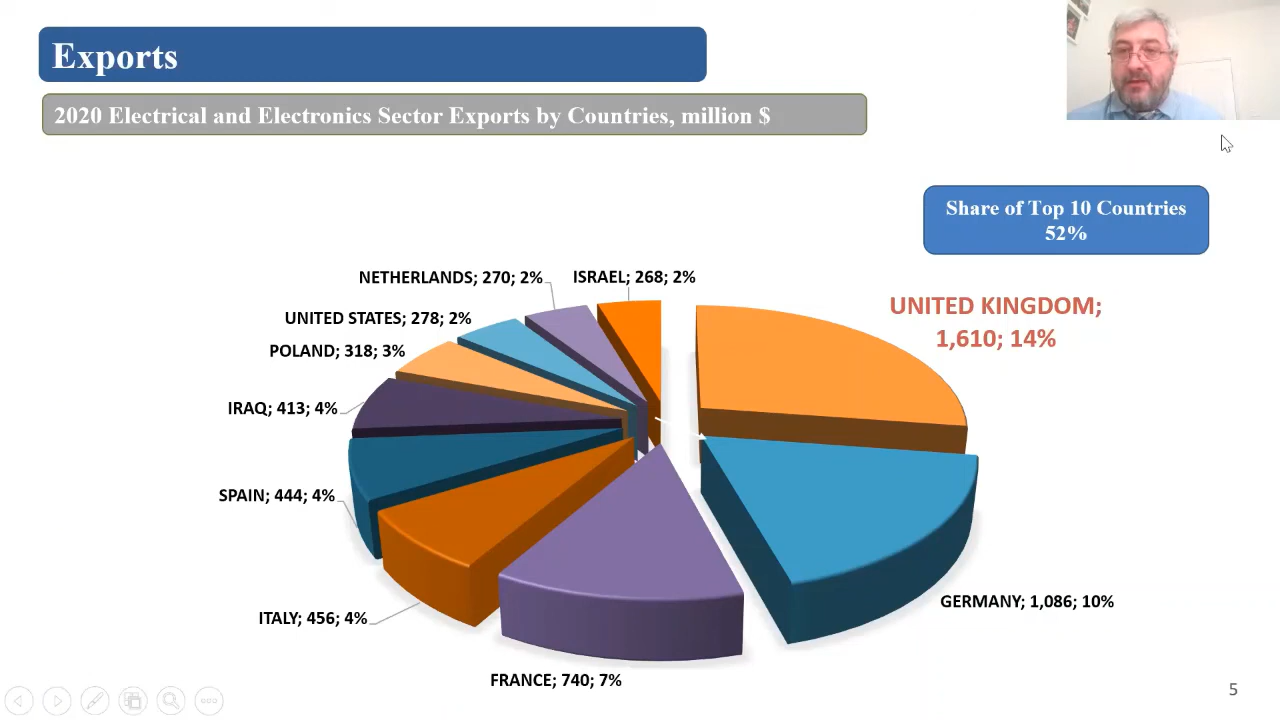 Exports
2020 Electrical and Electronics Sector Exports by Countries, million $
Share of Top 10 Countries
52%
NETHERLANDS; 270; 2%
ISRAEL; 268; 2%
UNITED KINGDOM;
1,610; 14%
UNITED STATES; 278; 2%
POLAND; 318; 3%
IRAQ; 413; 4%
SPAIN; 444; 4%
GERMANY; 1,086; 10%
ITALY; 456; 4%
FRANCE; 740; 7%
5